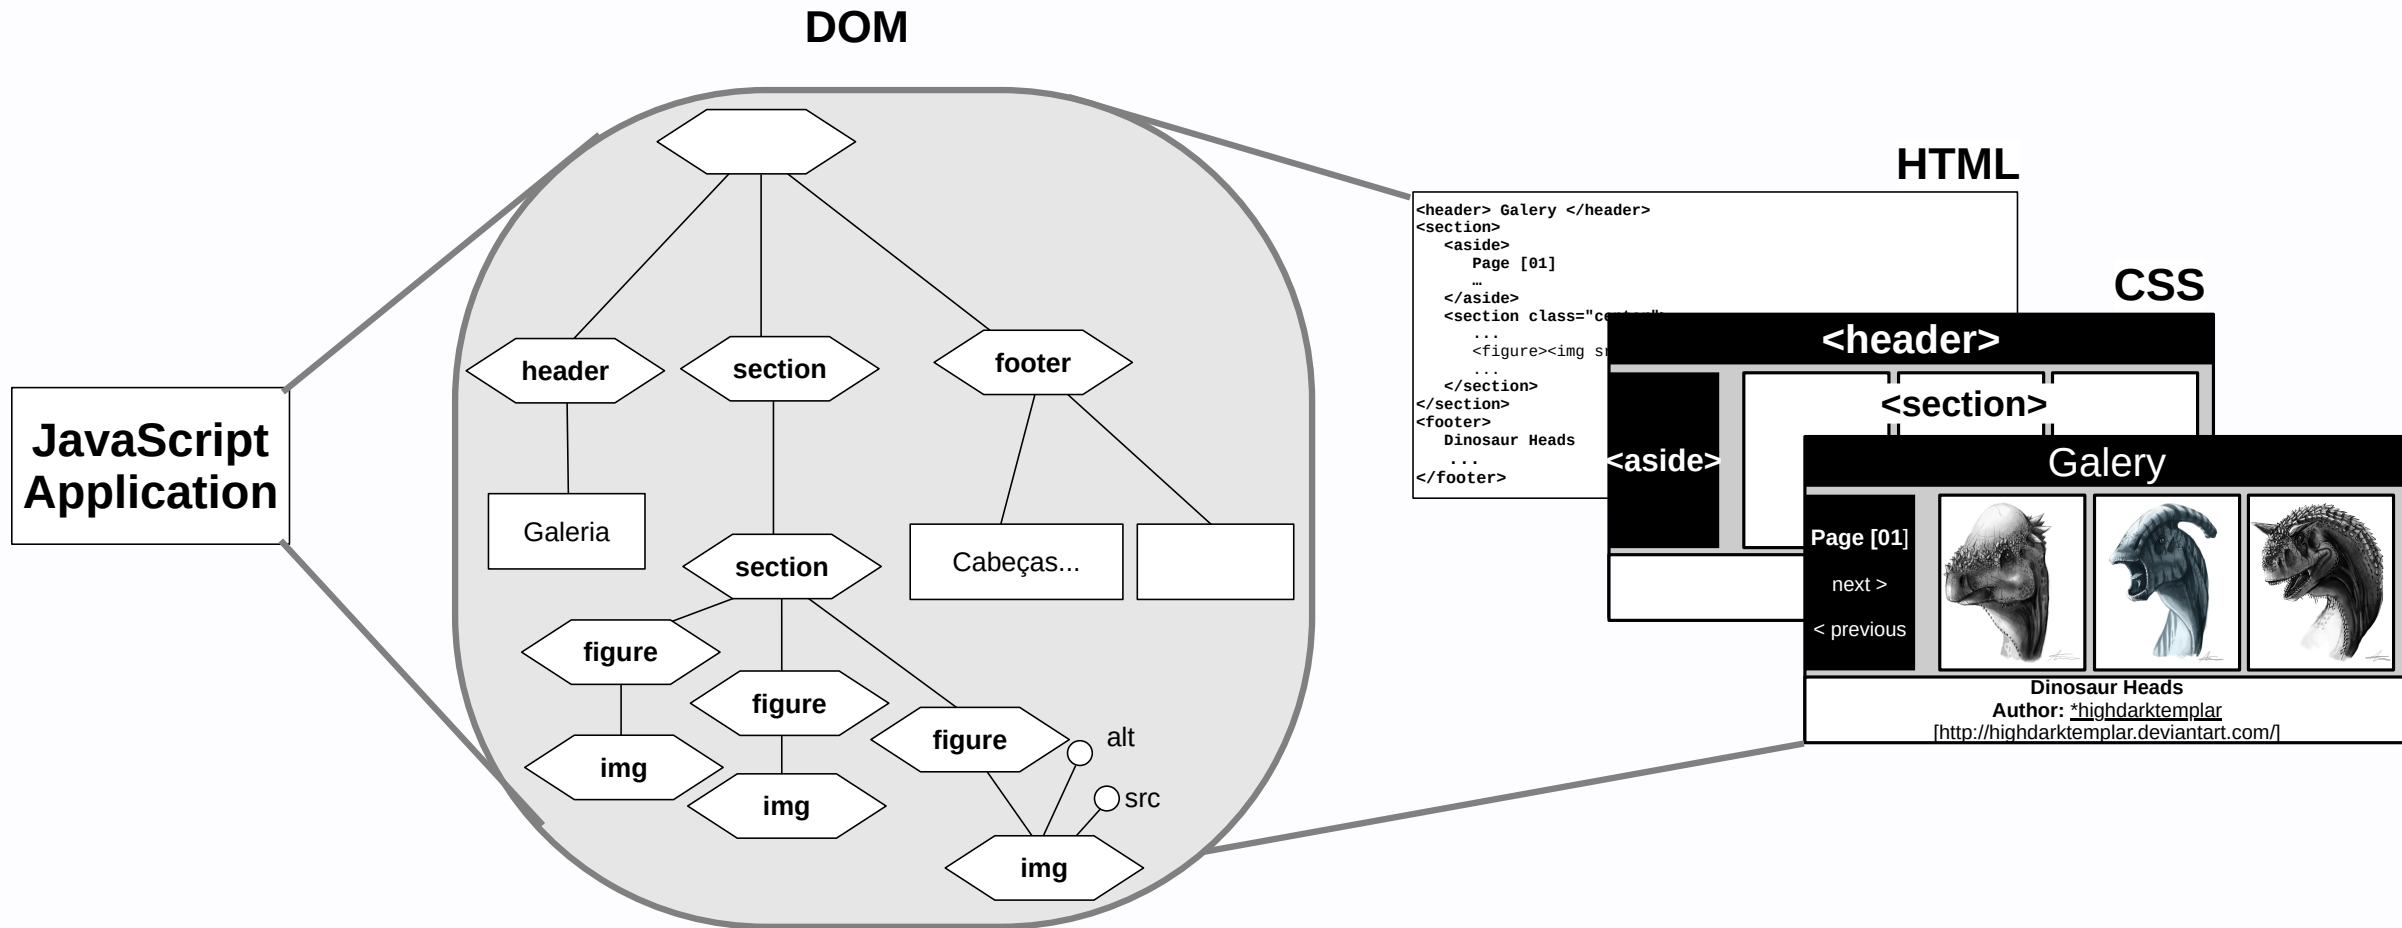 DOM
JavaScript
Application
header
section
footer
Galeria
section
Cabeças...
figure
figure
figure
alt
img
img
src
img
HTML
<header> Galery </header>
<section>
<aside>
Page [01]
…
</aside>
<section class="center">
...
<figure><img
...
</section>
</section>
<footer>
Dinosaur Heads
...
</footer>
CSS
<header>
<section>
<aside>
Galery
Page [01]
next >
< previous
Dinosaur Heads
Author: *highdarktemplar
[http://highdarktemplar.deviantart.com/]